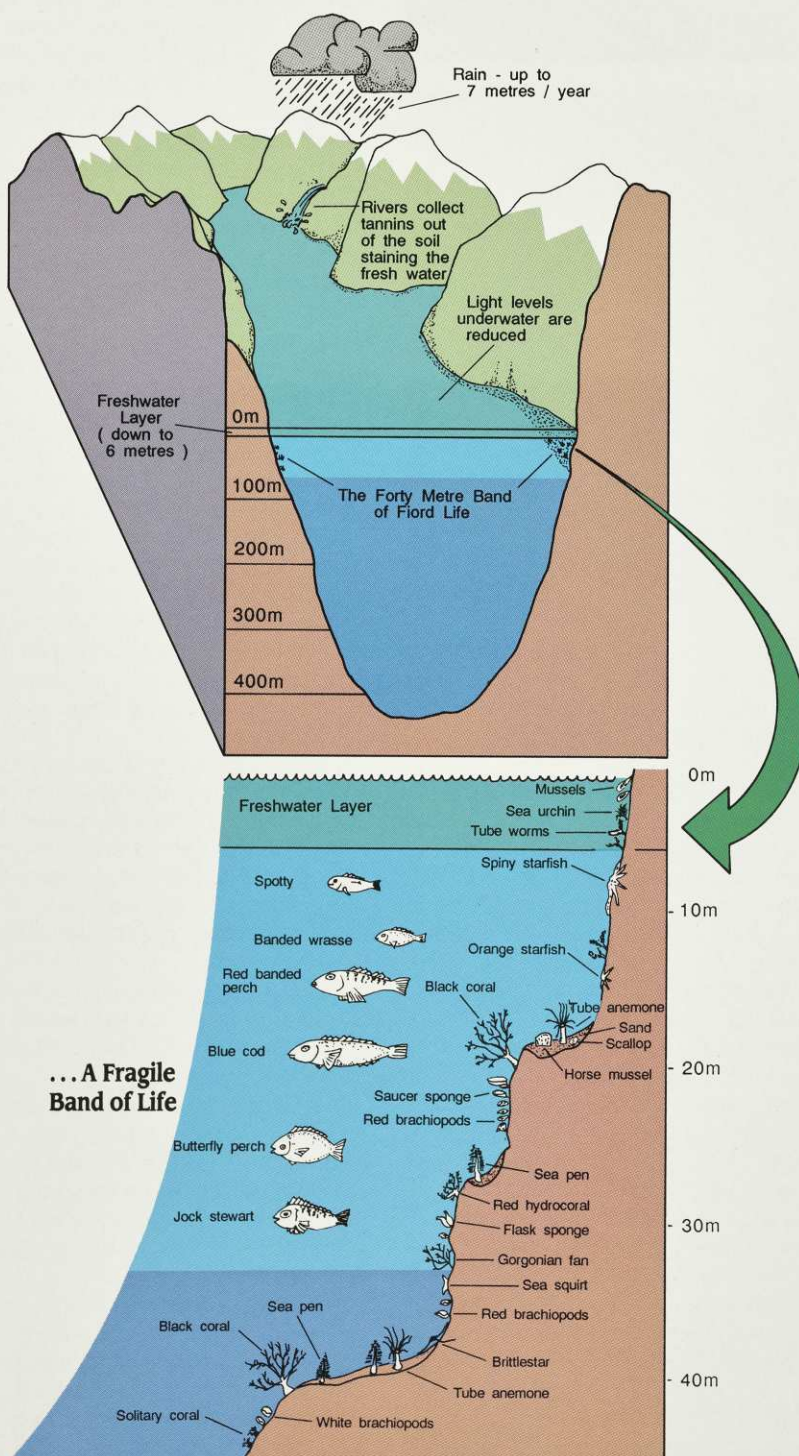 Rain - up to
7 metres / year
Rivers collect
tannins out
of the soil
staining the
fresh water
Light levels
underwater are
reduced
Freshwater
Layer
( down to
6 metres )
0m
The Forty Metre Band
of Fiord Life
100m
200m
300m
400m
0m
Mussels
Freshwater Layer
Sea urchin
Tube worms
Spiny starfish
Spotty
10m
Banded wrasse
Orange starfish
Red banded
perch
Black coral
Tube anemone
Sand
Scallop
Blue cod
Horse mussel
20m
...A Fragile
Band of Life
Saucer sponge
Red brachiopods
Butterfly perch
Sea pen
Red hydrocoral
Jock stewart
Flask sponge
30m
Gorgonian fan
Sea squirt
Sea pen
Red brachiopods
Black coral
Brittlestar
40m
Tube anemone
Solitary coral
White brachiopods